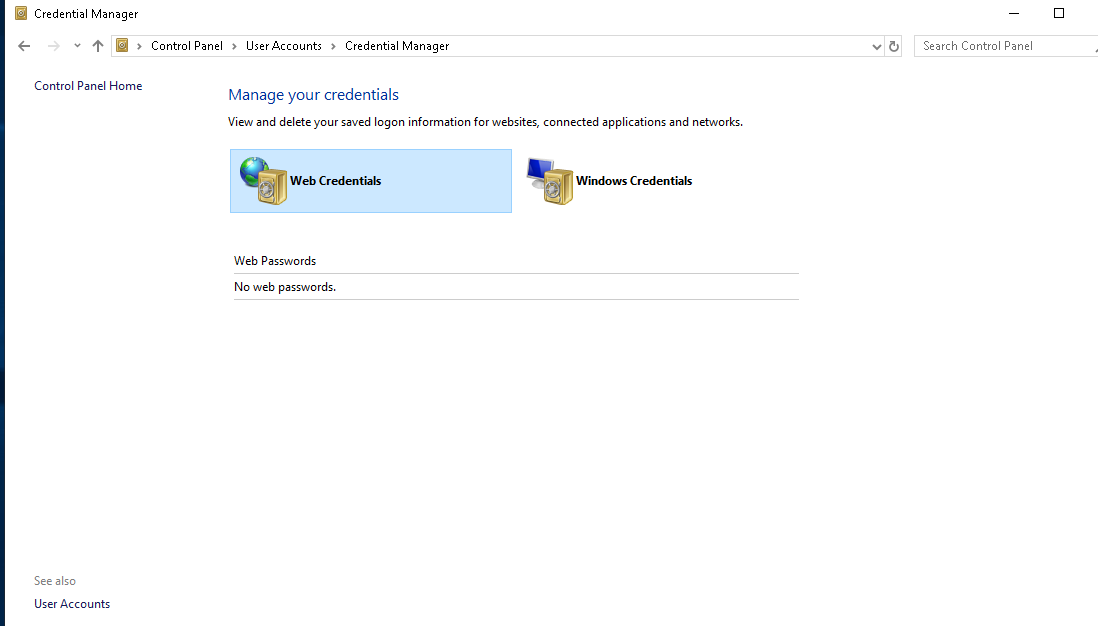 Credential Manager
Control Panel > User Accounts > Credential Manager
Search Control Panel
Control Panel Home
Manage your credentials
View and delete your saved logon information for websites, connected applications and networks.
Web Credentials
Windows Credentials
Web Passwords
No web passwords.
See also
User Accounts